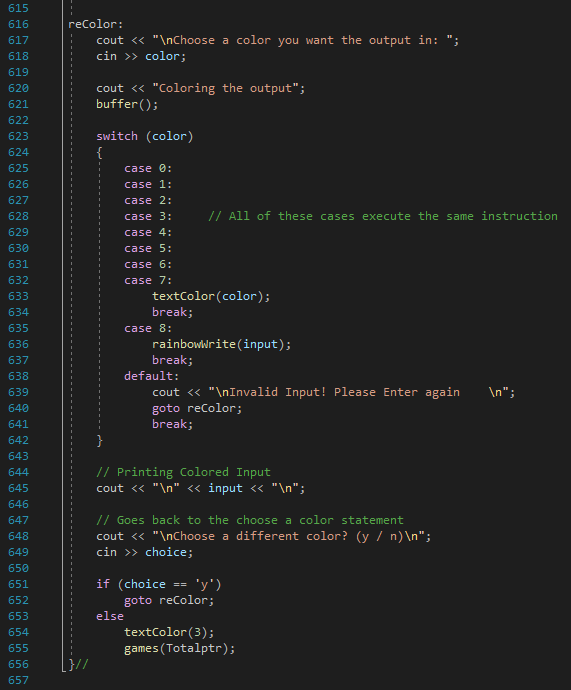 615
616 reColor:
617 cout << "\nChoose a color you want the output in: ";
618 cin >> color;
619
620 cout << "Coloring the output";
621 buffer();
622
623 switch (color)
624 {
625 case 0:
626 case 1:
627 case 2:
628 case 3: // All of these cases execute the same instruction
629 case 4:
630 case 5:
631 case 6:
632 case 7:
633 textColor(color);
634 break;
635 case 8:
636 rainbowWrite(input);
637 break;
638 default:
639 cout << "\nInvalid Input! Please Enter again    \n";
640 goto reColor;
641 break;
642 }
643
644 // Printing Colored Input
645 cout << "\n" << input << "\n";
646
647 // Goes back to the choose a color statement
648 cout << "\nChoose a different color? (y / n)\n";
649 cin >> choice;
650
651 if (choice == 'y')
652 goto reColor;
653 else
654 textColor(3);
655 games(Totalptr);
656 }//
657